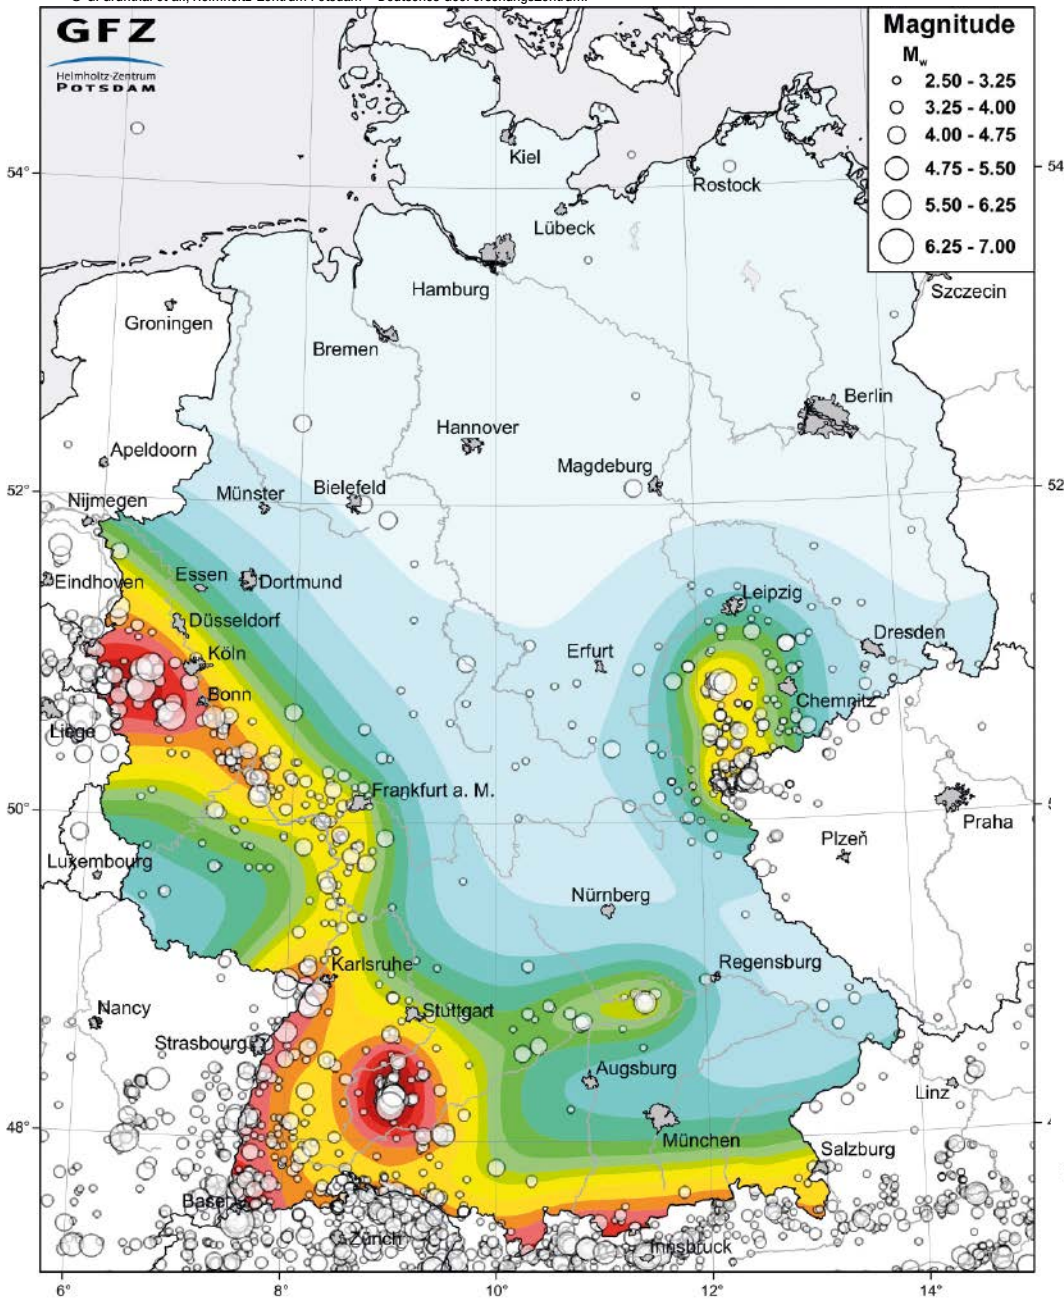 GFZ
Helmholtz-Zentrum
POTSDAM
Magnitude
Mw
2.50 - 3.25
3.25 - 4.00
4.00 - 4.75
4.75 - 5.50
5.50 - 6.25
6.25 - 7.00
54°
54
Kiel
Rostock
Lübeck
Hamburg
Szczecin
Groningen
Bremen
Berlin
Hannover
Apeldoorn
Magdeburg
52°
52
Münster
Bielefeld
Nijmegen
Eindhoven
Essen
Dortmund
Leipzig
Düsseldorf
Dresden
Köln
Erfurt
Bonn
Chemnitz
Liege
Frankfurt a. M.
50°
5
Praha
Plzeň
Luxembourg
Nürnberg
Karlsruhe
Regensburg
Nancy
Stuttgart
Strasbourg
Augsburg
Linz
48°
4
München
Salzburg
Basel
Zürich
Innsbruck
6°
8°
10°
12°
14°